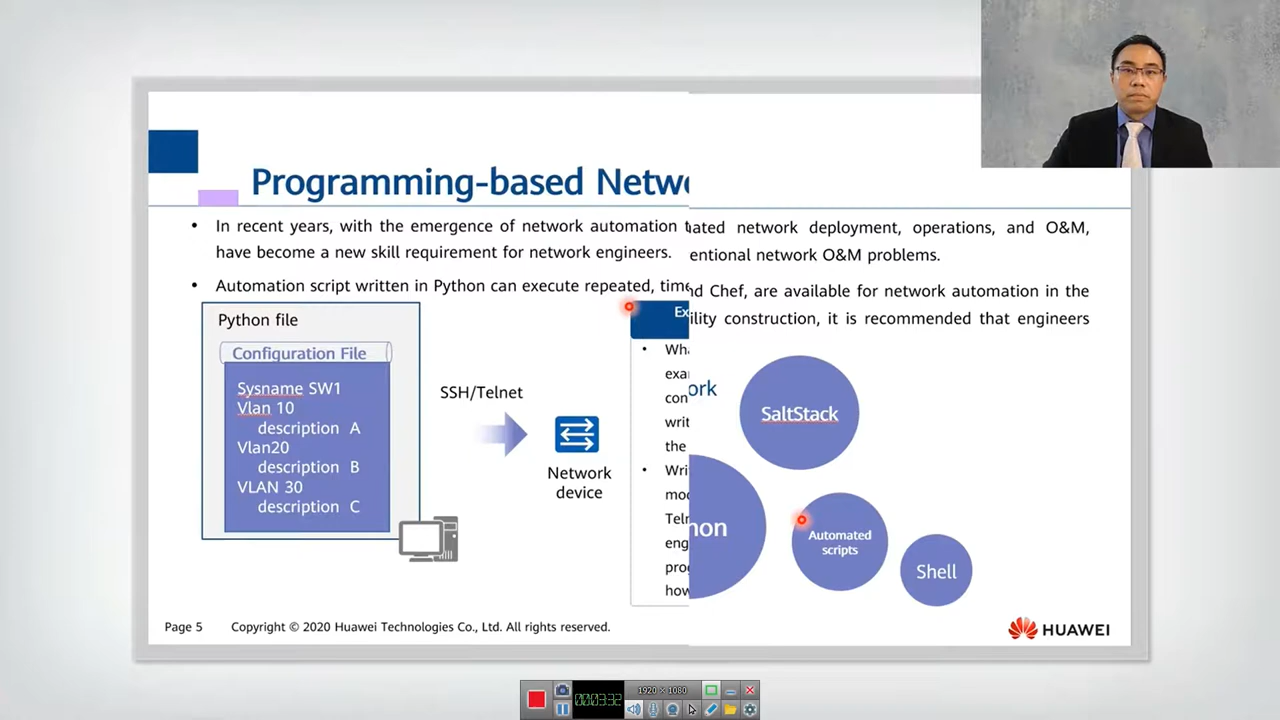 Programming-based Netw
• In recent years, with the emergence of network automation
have become a new skill requirement for network engineers.
• Automation script written in Python can execute repeated, time
ated network deployment, operations, and O&M,
entional network O&M problems.
d Chef, are available for network automation in the
ility construction, it is recommended that engineers
Python file
Configuration File
Sysname SW1
Vlan 10
description A
Vlan20
description B
VLAN 30
description C
SSH/Telnet
Network
device
Ex
• Wha
exa
con
writ
the
• Writ
mod
Teln
eng
prog
how
ork
SaltStack
hon
Automated
scripts
Shell
Page 5 Copyright © 2020 Huawei Technologies Co., Ltd. All rights reserved.
HUAWEI
00:03:32
1920 × 1080